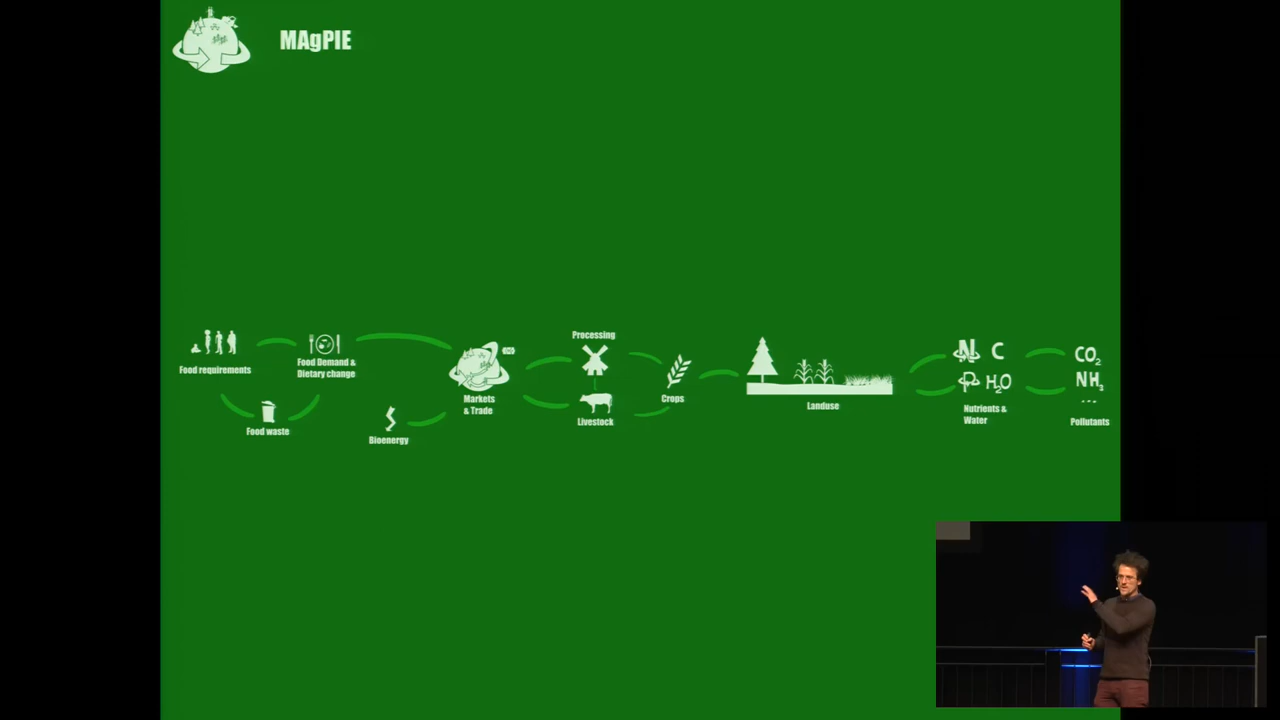 MAgPIE
Processing
Food requirements
Food Demand &
Dietary change
Food waste
Bioenergy
Markets
& Trade
Livestock
Crops
Landuse
N C
P H₂O
Nutrients &
Water
CO₂
NH₃
...
Pollutants